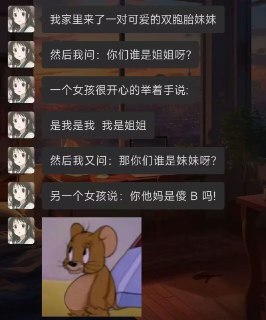 我家里来了一对可爱的双胞胎妹妹
然后我问：你们谁是姐姐呀？
一个女孩很开心的举着手说：
是我是我 我是姐姐
然后我又问：那你们谁是妹妹呀？
另一个女孩说：你他妈是傻 B 吗!